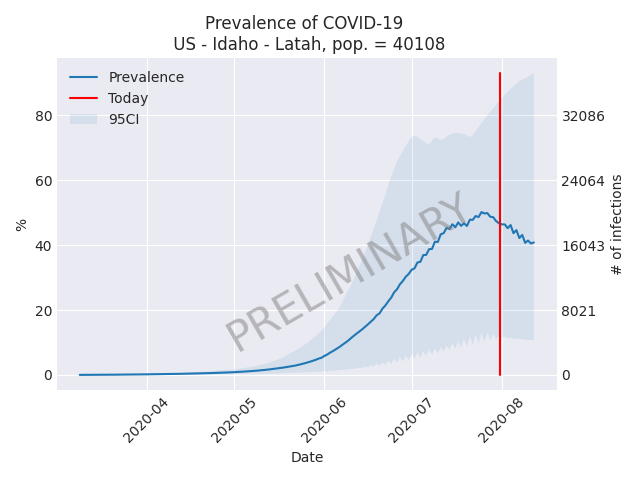 Prevalence of COVID-19
US - Idaho - Latah, pop. = 40108
Prevalence
Today
95CI
80
60
40
20
0
%
32086
24064
16043
8021
0
# of infections
PRELIMINARY
2020-04
2020-05
2020-06
2020-07
2020-08
Date